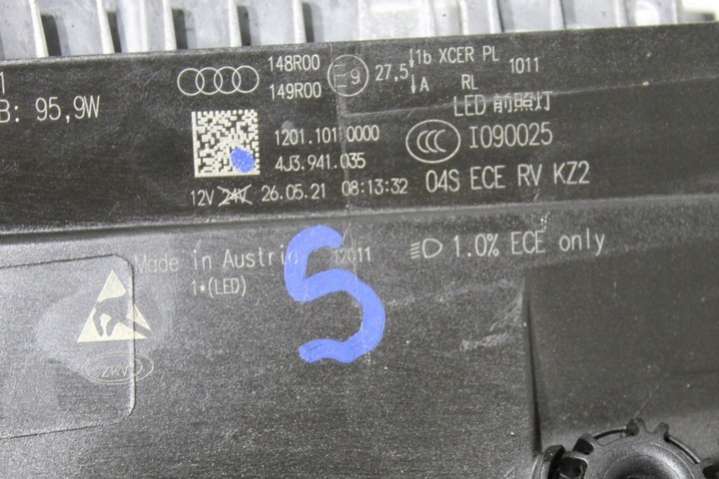 1
B: 95,9W
148R00
149R00
E9
27,5
1b XCER PL
A RL
1011
LED 前照灯
1201.101.0000
4J3.941.035
CCC
I090025
12V 24V 26.05.21 08:13:32
04S ECE RV KZ2
Made in Austria
12011
1.0% ECE only
1•(LED)
5
ZKW